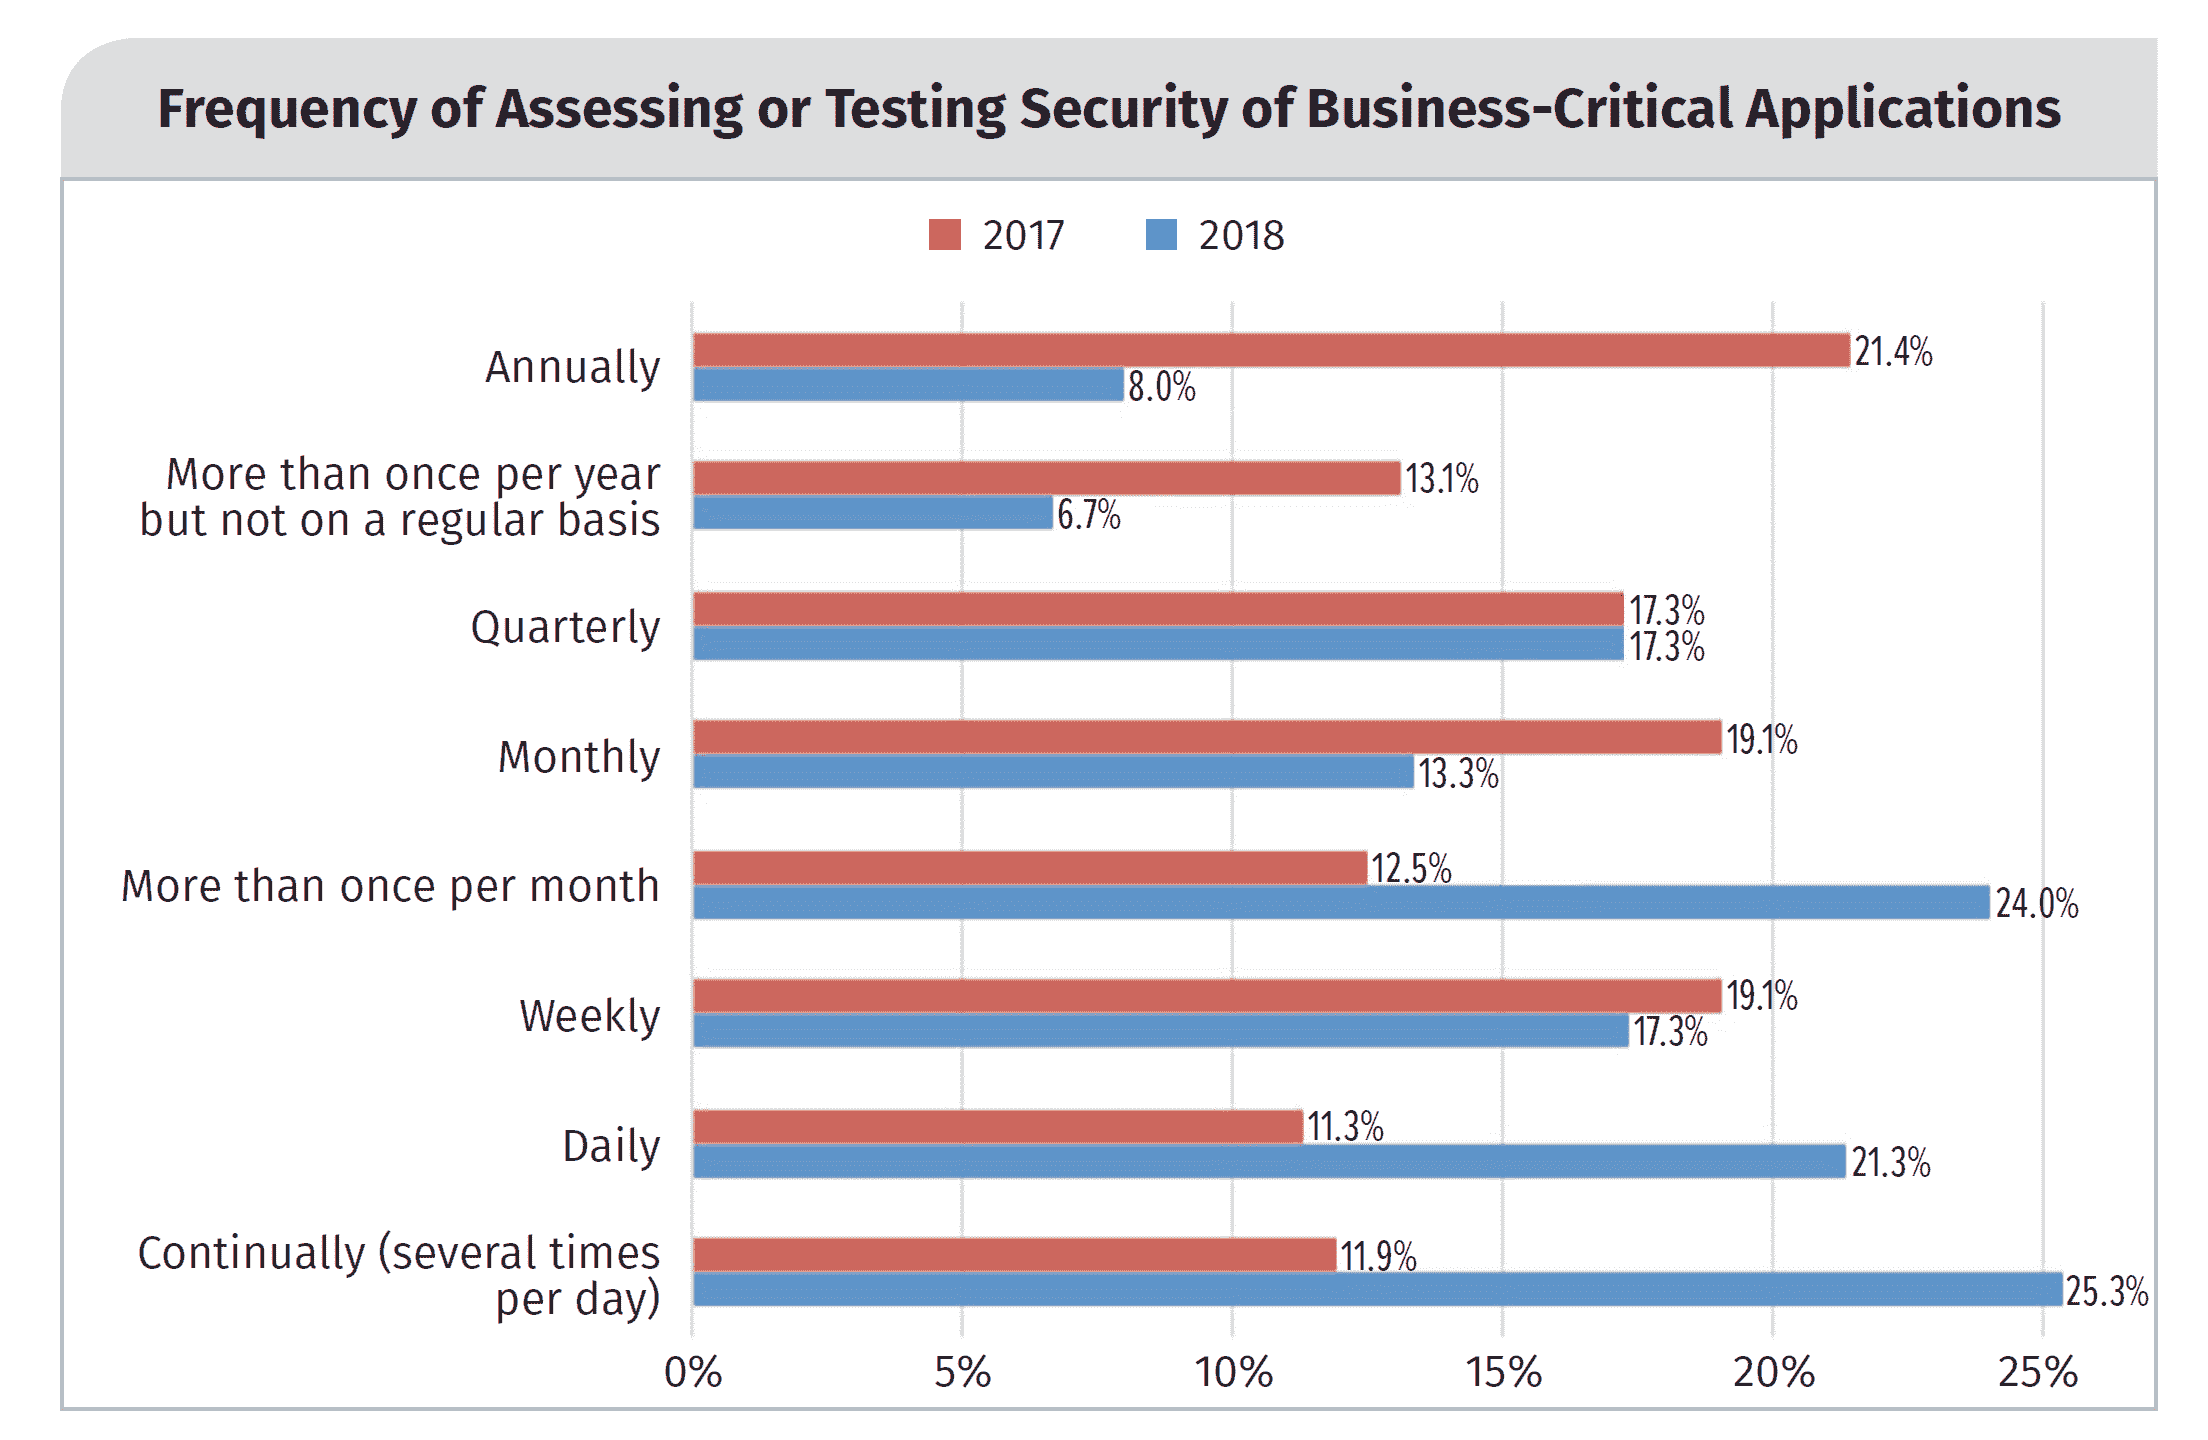 Frequency of Assessing or Testing Security of Business-Critical Applications
2017
2018
Annually
21.4%
8.0%
More than once per year
but not on a regular basis
13.1%
6.7%
Quarterly
17.3%
17.3%
Monthly
19.1%
13.3%
More than once per month
12.5%
24.0%
Weekly
19.1%
17.3%
Daily
11.3%
21.3%
Continually (several times
per day)
11.9%
25.3%
0%
5%
10%
15%
20%
25%